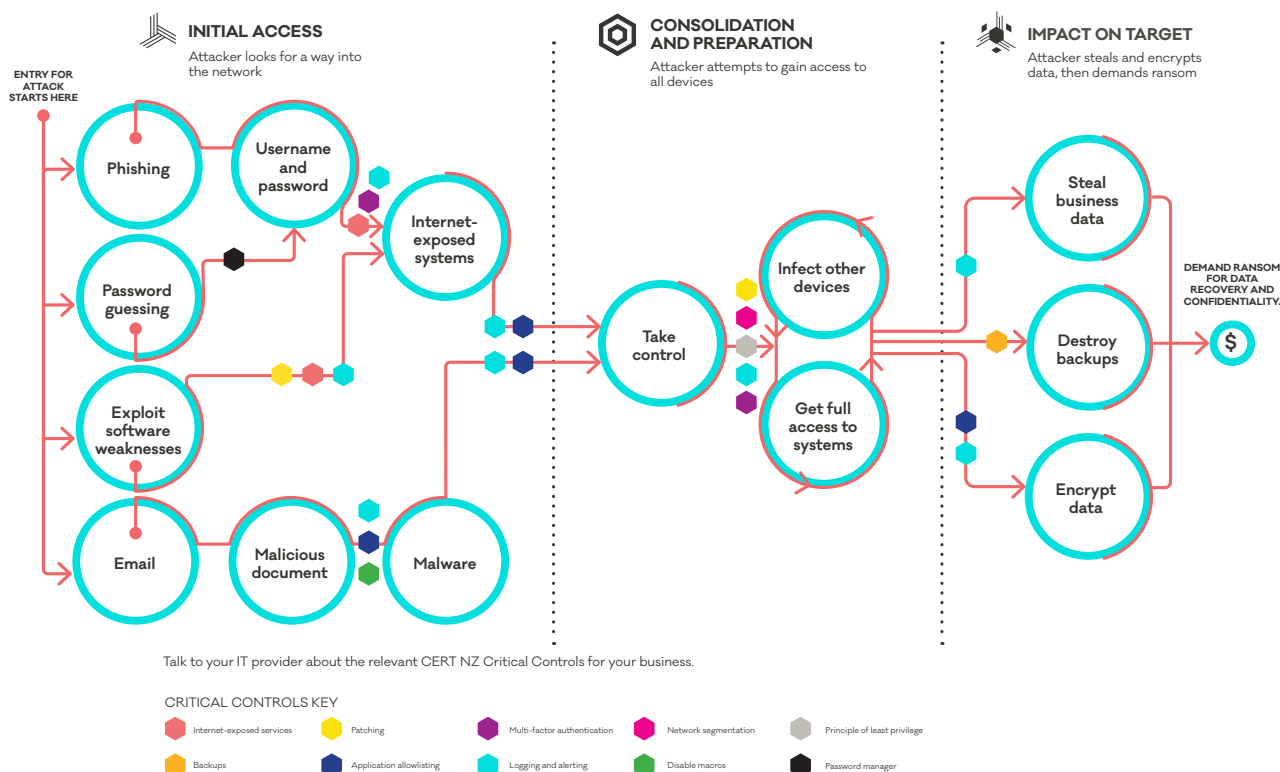 INITIAL ACCESS
Attacker looks for a way into
the network
CONSOLIDATION
AND PREPARATION
Attacker attempts to gain access to
all devices
IMPACT ON TARGET
Attacker steals and encrypts
data, then demands ransom
ENTRY FOR
ATTACK
STARTS HERE
Phishing
Username
and
password
Password
guessing
Internet-
exposed
systems
Exploit
software
weaknesses
Email
Malicious
document
Malware
Take
control
Infect other
devices
Get full
access to
systems
Steal
business
data
Destroy
backups
Encrypt
data
DEMAND RANSOM
FOR DATA
RECOVERY AND
CONFIDENTIALITY.
$
Talk to your IT provider about the relevant CERT NZ Critical Controls for your business.
CRITICAL CONTROLS KEY
Internet-exposed services
Patching
Multi-factor authentication
Network segmentation
Principle of least privilege
Backups
Application allowlisting
Logging and alerting
Disable macros
Password manager